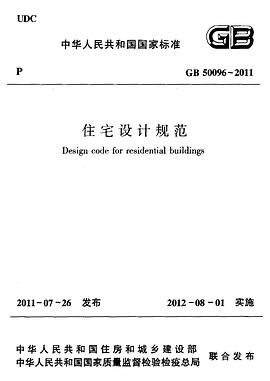 UDC
中华人民共和国国家标准
GB
P
GB 50096-2011
住宅设计规范
Design code for residential buildings
2011-07-26 发布
2012-08-01 实施
中华人民共和国住房和城乡建设部
中华人民共和国国家质量监督检验检疫总局
联合发布